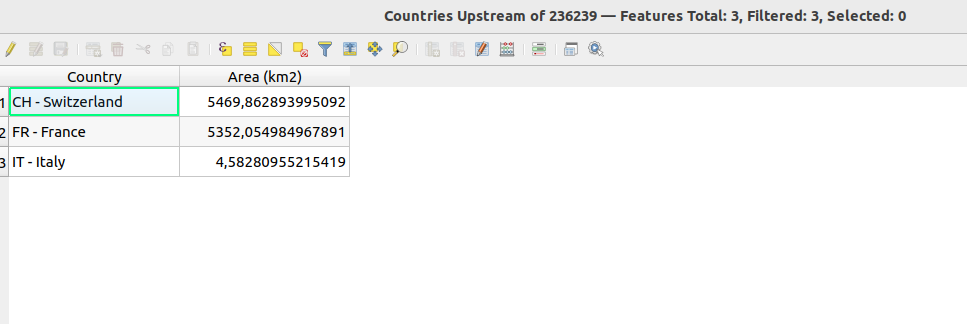 Countries Upstream of 236239 — Features Total: 3, Filtered: 3, Selected: 0
Country Area (km2)
1 CH - Switzerland 5469,862893995092
2 FR - France 5352,054984967891
3 IT - Italy 4,58280955215419